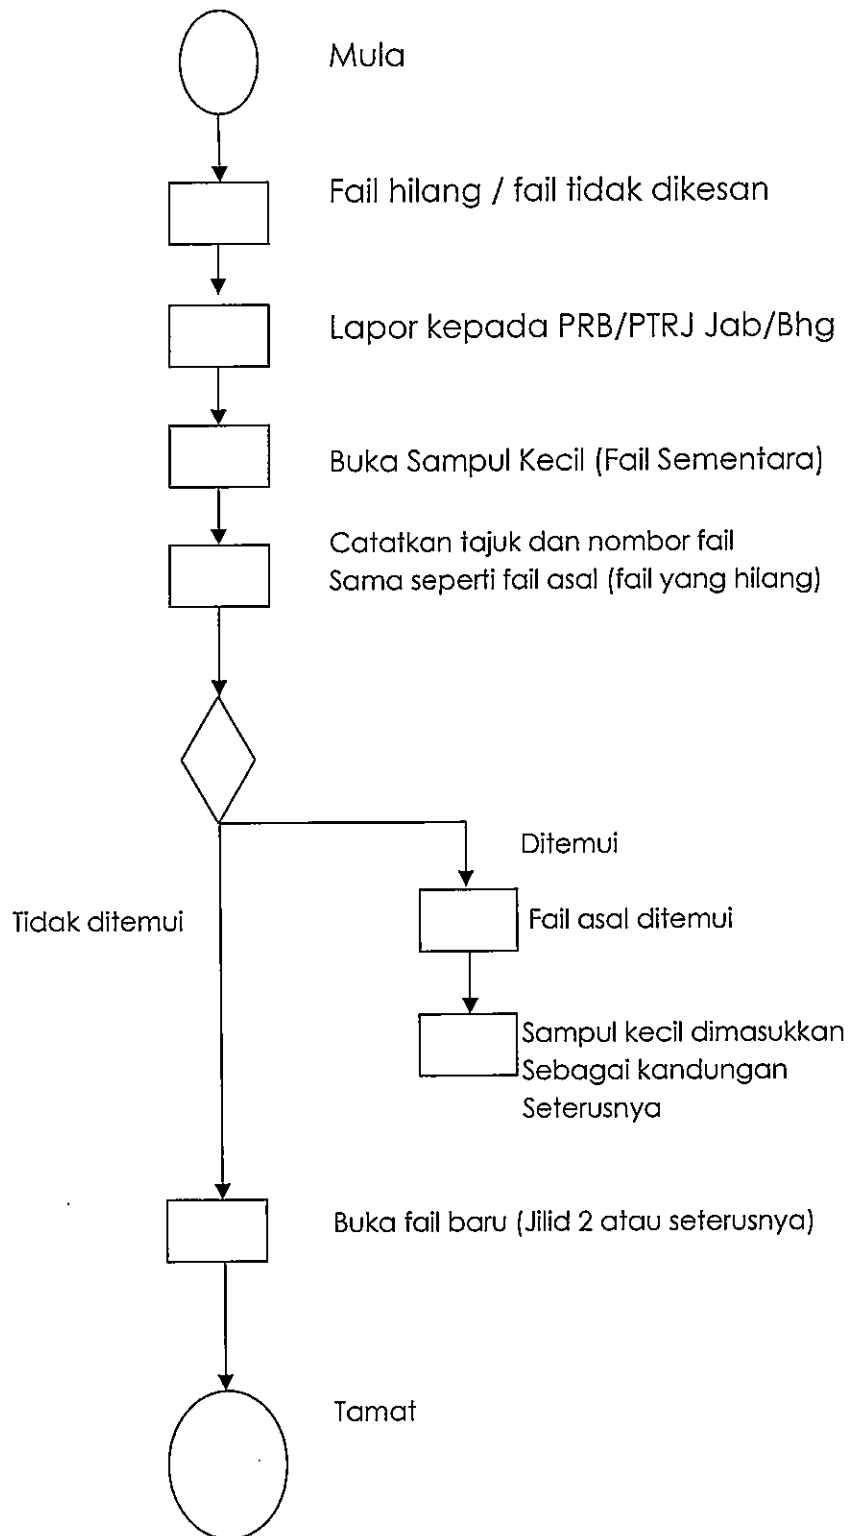 Mula
Fail hilang / fail tidak dikesan
Lapor kepada PRB/PTRJ Jab/Bhg
Buka Sampul Kecil (Fail Sementara)
Catatkan tajuk dan nombor fail
Sama seperti fail asal (fail yang hilang)
Ditemui
Tidak ditemui
Fail asal ditemui
Sampul kecil dimasukkan
Sebagai kandungan
Seterusnya
Buka fail baru (Jilid 2 atau seterusnya)
Tamat